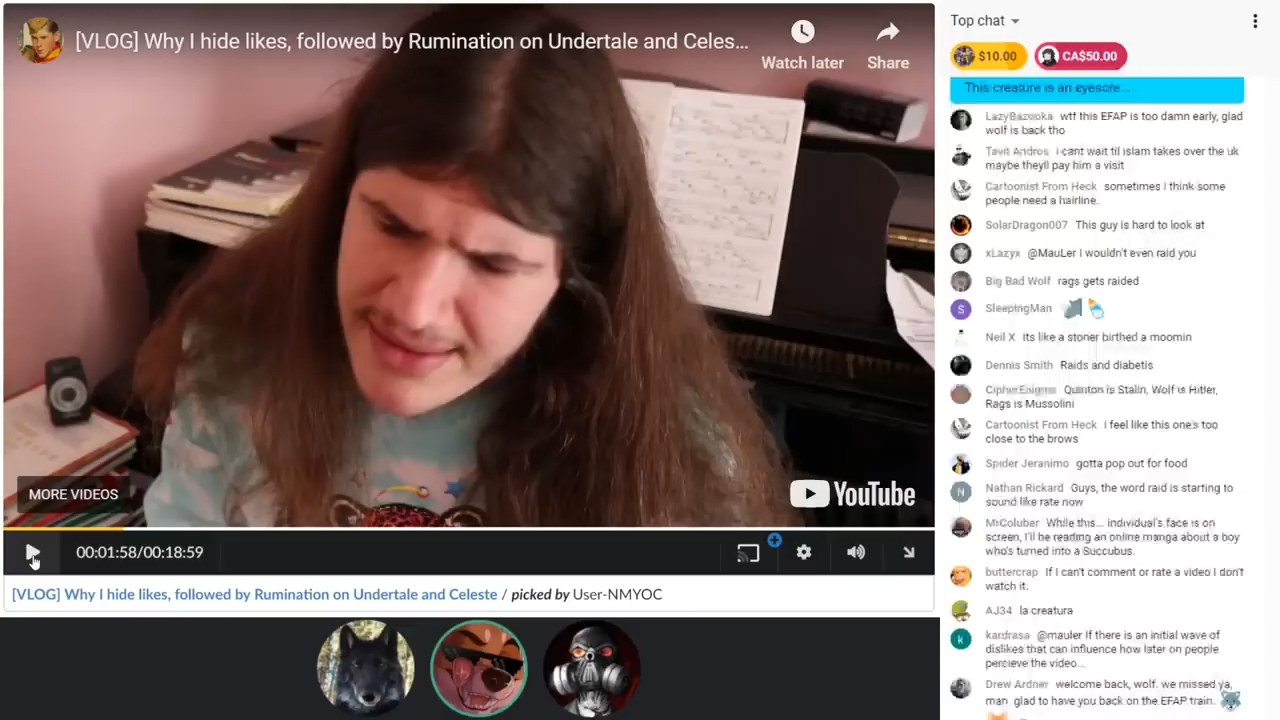 [VLOG] Why I hide likes, followed by Rumination on Undertale and Celes...
Watch later
Share
MORE VIDEOS
YouTube
00:01:58/00:18:59
[VLOG] Why I hide likes, followed by Rumination on Undertale and Celeste / picked by User-NMYOC
Top chat
$10.00
CA$50.00
This creature is an eyesore...
LazyBazooka wtf this EFAP is too damn early, glad
wolf is back tho
i cant wait til islam takes over the uk
maybe theyll pay him a visit
Cartoonist From Heck sometimes i think some
people need a hairline.
SolarDragon007 This guy is hard to look at
xLazyx @MauLer I wouldn't even raid you
Big Bad Wolf rags gets raided
SleepingMan
Neil X Its like a stoner birthed a moomin
Dennis Smith Raids and diabetis
CipherEnigma Quinton is Stalin, Wolf is Hitler,
Rags is Mussolini
Cartoonist From Heck i feel like this one's too
close to the brows
Spider Jeranimo gotta pop out for food
Nathan Rickard Guys, the word raid is starting to
sound like rate now
MrColuber While this... individual's face is on
screen, I'll be reading an online manga about a boy
who's turned into a Succubus.
buttercrap If I can't comment or rate a video I don't
watch it.
AJ34 la creatura
kardrasa @mauler If there is an initial wave of
dislikes that can influence how later on people
percieve the video...
Drew Ardner welcome back, wolf. we missed ya,
man. glad to have you back on the EFAP train.